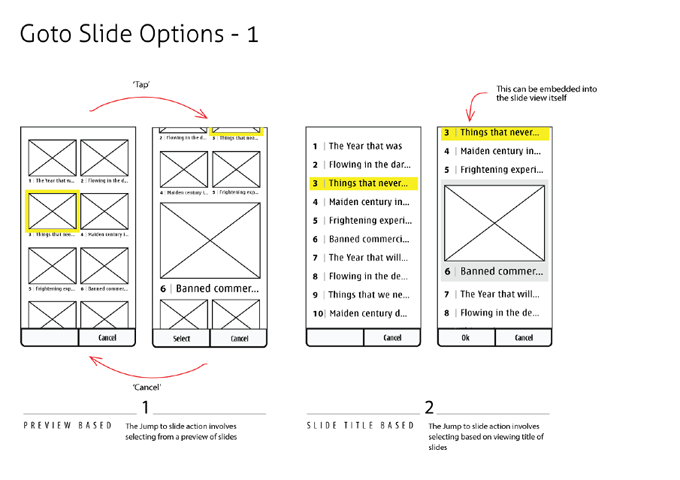 Goto Slide Options - 1
'Tap'
This can be embedded into
the slide view itself
1 | The Year that w...
2 | Flowing in the d...
3 | Things that nev...
4 | Maiden century i...
5 | Frightening exp...
6 | Banned commer...
Cancel
2 | Flowing in the d...
3 | Things that nev...
4 | Maiden century i...
5 | Frightening exp...
6 | Banned commer...
Select
Cancel
1 | The Year that was
2 | Flowing in the dar...
3 | Things that never...
4 | Maiden century in...
5 | Frightening experi...
6 | Banned commerci...
7 | The Year that will...
8 | Flowing in the de...
9 | Things that we ne...
10| Maiden century d...
Cancel
3 | Things that never...
4 | Maiden century in...
5 | Frightening experi...
6 | Banned commer...
7 | The Year that will...
8 | Flowing in the de...
Ok
Cancel
'Cancel'
1
PREVIEW BASED
The Jump to slide action involves
selecting from a preview of slides
2
SLIDE TITLE BASED
The Jump to slide action involves
selecting based on viewing title of
slides